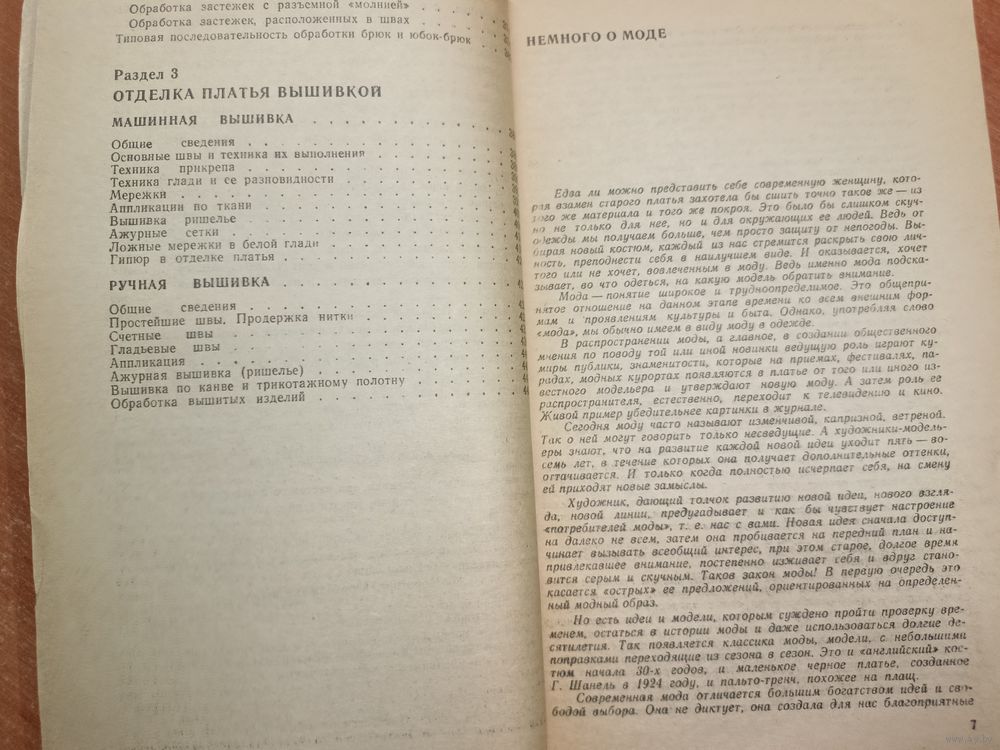 Обработка застежек с разъемной «молнией» . . .
Обработка застежек, расположенных в швах . . .
Типовая последовательность обработки брюк и юбок-брюк
Раздел 3
ОТДЕЛКА ПЛАТЬЯ ВЫШИВКОЙ
МАШИННАЯ ВЫШИВКА . . . . . . . . . .
Общие сведения . . . . . . . . . .
Основные швы и техника их выполнения . . . . . .
Техника прикрепа . . . . . . . . . .
Техника глади и ее разновидности . . . . . . .
Мережки . . . . . . . . . .
Аппликации по ткани . . . . . . . . . .
Вышивка ришелье . . . . . . . . . .
Ажурные сетки . . . . . . . . . .
Ложные мережки в белой глади . . . . . . .
Гипюр в отделке платья . . . . . . . .
РУЧНАЯ ВЫШИВКА . . . . . . . . . .
Общие сведения . . . . . . . . . .
Простейшие швы. Продержка нитки . . . . . .
Счетные швы . . . . . . . . . .
Гладьевые швы . . . . . . . . . .
Аппликация . . . . . . . . . .
Ажурная вышивка (ришелье) . . . . . . . .
Вышивка по канве и трикотажному полотну . . . . .
Обработка вышитых изделий . . . . . . . .
НЕМНОГО О МОДЕ
Едва ли можно представить себе современную женщину, кото-
рая взамен старого платья захотела бы сшить точно такое же — из
того же материала и того же покроя. Это было бы слишком скуч-
но не только для нее, но и для окружающих ее людей. Ведь от
одежды мы получаем больше, чем просто защиту от непогоды. Вы-
бирая новый костюм, каждый из нас стремится раскрыть свою лич-
ность, преподнести себя в наилучшем виде. И оказывается, хочет
того или не хочет, вовлеченным в моду. Ведь именно мода подска-
зывает, во что одеться, на какую модель обратить внимание.
Мода — понятие широкое и трудноопределимое. Это общепри-
нятое отношение на данном этапе времени ко всем внешним фор-
мам и проявлениям культуры и быта. Однако, употребляя слово
«мода», мы обычно имеем в виду моду в одежде.
В распространении моды, а главное, в создании общественного
мнения по поводу той или иной новинки ведущую роль играют ку-
миры публики, знаменитости, которые на приемах, фестивалях, па-
радах, модных курортах появляются в платье от того или иного из-
вестного модельера и утверждают новую моду. А затем роль ее
распространителя, естественно, переходит к телевидению и кино.
Живой пример убедительнее картинки в журнале.
Сегодня моду часто называют изменчивой, капризной, ветреной.
Так о ней могут говорить только несведущие. А художники-модель-
еры знают, что на развитие каждой новой идеи уходит пять — во-
семь лет, в течение которых она получает дополнительные оттенки,
оттачивается. И только когда полностью исчерпает себя, на смену
ей приходят новые замыслы.
Художник, дающий толчок развитию новой идеи, нового взгля-
да, новой линии, предугадывает и как бы чувствует настроение
«потребителей моды», т. е. нас с вами. Новая идея сначала доступ-
на далеко не всем, затем она пробивается на передний план и на-
чинает вызывать всеобщий интерес, при этом старое, долгое время
привлекавшее внимание, постепенно изживает себя и вдруг стано-
вится серым и скучным. Таков закон моды! В первую очередь это
касается «острых» ее предложений, ориентированных на определен-
ный модный образ.
Но есть идеи и модели, которым суждено пройти проверку вре-
менем, остаться в истории моды и даже использоваться долгие де-
сятилетия. Так появляется классика моды, модели, с небольшими
поправками переходящие из сезона в сезон. Это и «английский» кос-
тюм начала 30-х годов, и маленькое черное платье, созданное
Г. Шанель в 1924 году, и пальто-тренч, похожее на плащ.
Современная мода отличается большим богатством идей и сво-
бодой выбора. Она не диктует, она создала для нас благоприятные
7